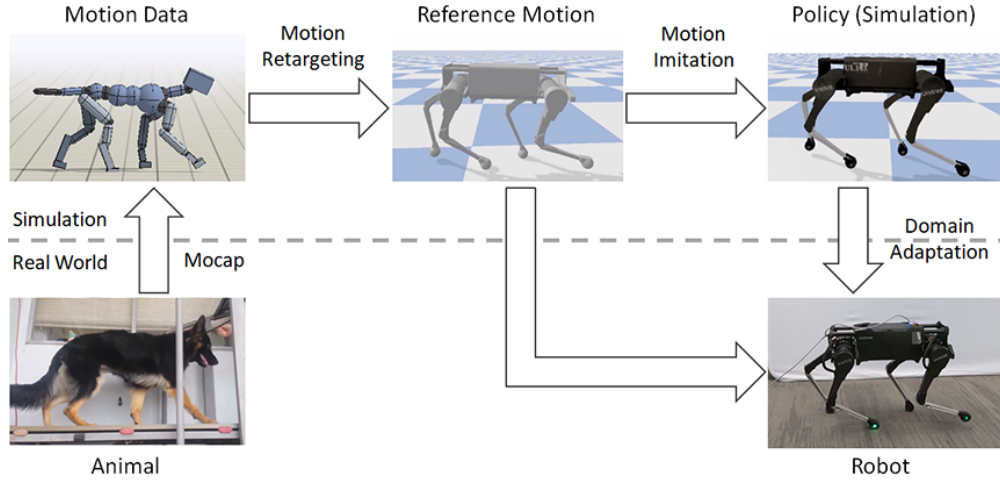 Motion Data
Motion
Retargeting
Reference Motion
Motion
Imitation
Policy (Simulation)
Simulation
Real World
Mocap
Domain
Adaptation
Animal
Robot